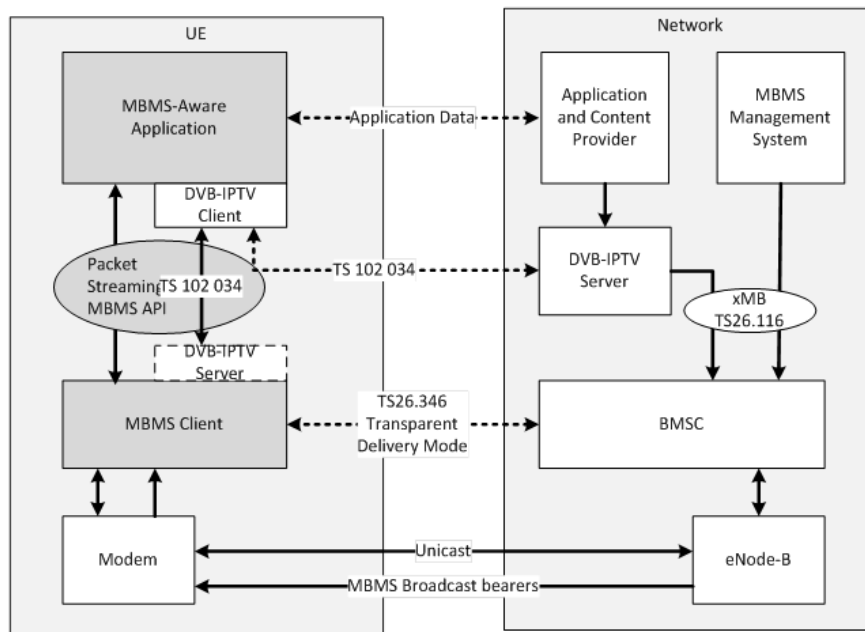 UE
Network
MBMS-Aware
Application
Application Data
Application
and Content
Provider
MBMS
Management
System
DVB-IPTV
Client
Packet
Streaming
MBMS API
TS 102 034
TS 102 034
DVB-IPTV
Server
xMB
TS26.116
DVB-IPTV
Server
MBMS Client
TS26.346
Transparent
Delivery Mode
BMSC
Modem
Unicast
eNode-B
MBMS Broadcast bearers